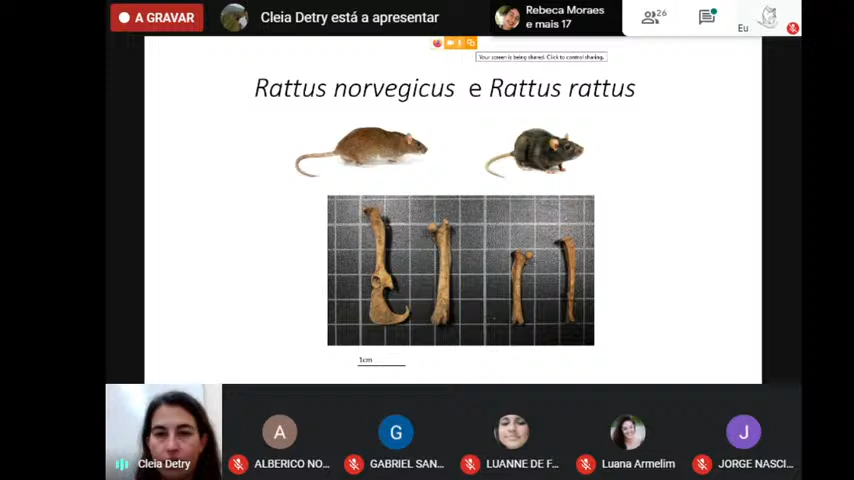 A GRAVAR
Cleia Detry está a apresentar
Rebeca Moraes
e mais 17
26
Eu
Your screen is being shared. Click to control sharing.
Rattus norvegicus e Rattus rattus
1cm
Cleia Detry
A
ALBERICO NO...
G
GABRIEL SAN...
LUANNE DE F...
Luana Armelim
J
JORGE NASCI...